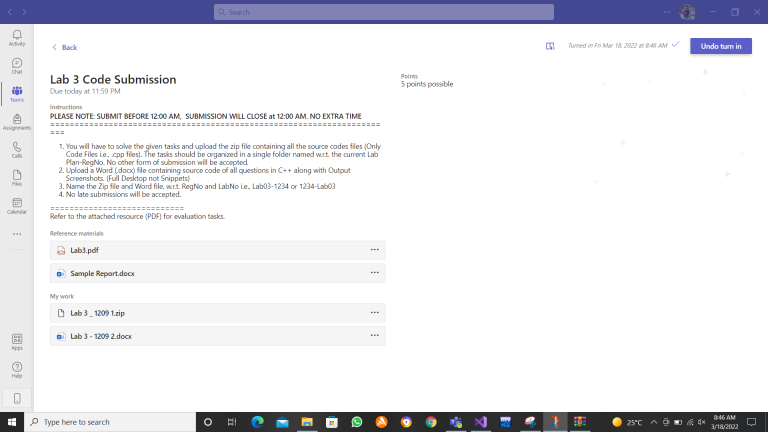 Search
Activity
Chat
Teams
Assignments
Calls
Files
Calendar
Apps
Help
Back
Turned in Fri Mar 18, 2022 at 8:46 AM
Undo turn in
Lab 3 Code Submission
Due today at 11:59 PM
Points
5 points possible
Instructions
PLEASE NOTE: SUBMIT BEFORE 12:00 AM, SUBMISSION WILL CLOSE at 12:00 AM. NO EXTRA TIME
=================================================================
===
1. You will have to solve the given tasks and upload the zip file containing all the source codes files (Only
Code Files i.e., .cpp files). The tasks should be organized in a single folder named w.r.t. the current Lab
Plan-RegNo. No other form of submission will be accepted.
2. Upload a Word (.docx) file containing source code of all questions in C++ along with Output
Screenshots. (Full Desktop not Snippets)
3. Name the Zip file and Word file, w.r.t. RegNo and LabNo i.e., Lab03-1234 or 1234-Lab03
4. No late submissions will be accepted.
===========================
Refer to the attached resource (PDF) for evaluation tasks.
Reference materials
Lab3.pdf
Sample Report.docx
My work
Lab 3 _ 1209 1.zip
Lab 3 - 1209 2.docx
Type here to search
25°C
8:46 AM
3/18/2022